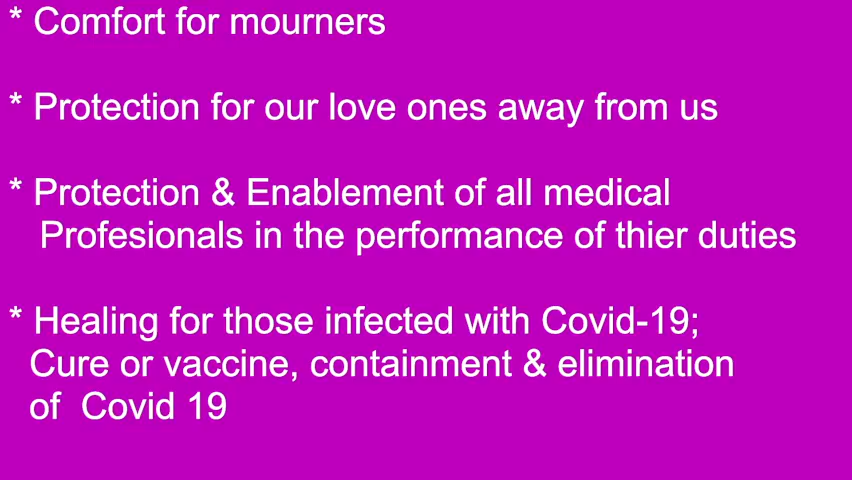 * Comfort for mourners
* Protection for our love ones away from us
* Protection & Enablement of all medical
Profesionals in the performance of thier duties
* Healing for those infected with Covid-19;
Cure or vaccine, containment & elimination
of Covid 19